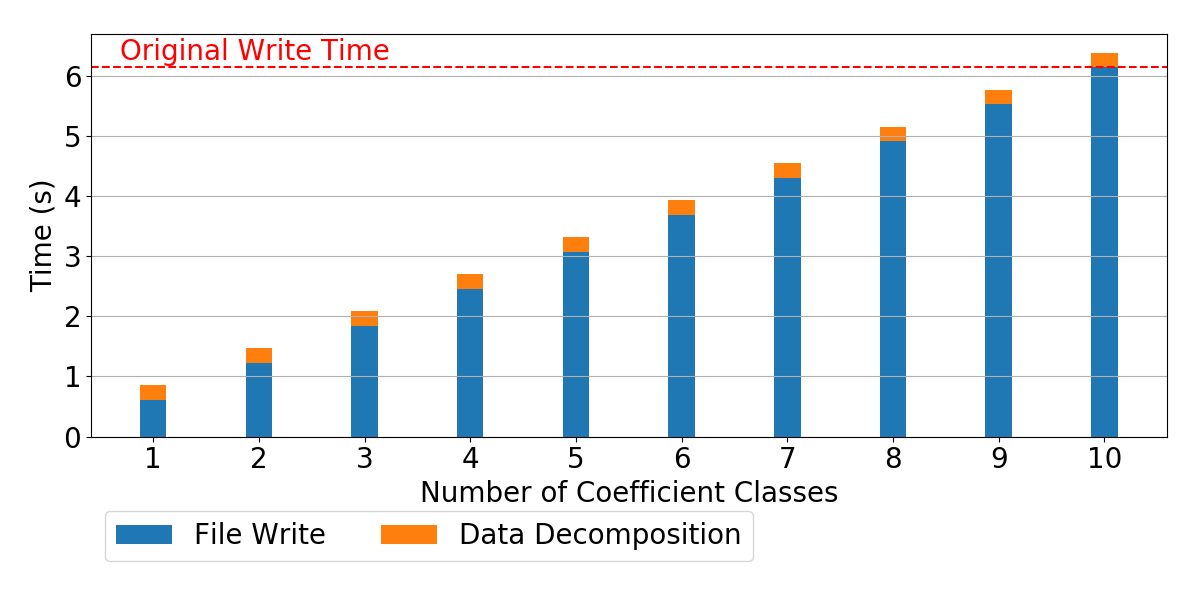 Original Write Time
6
5
4
3
2
1
0
Time (s)
1 2 3 4 5 6 7 8 9 10
Number of Coefficient Classes
File Write Data Decomposition